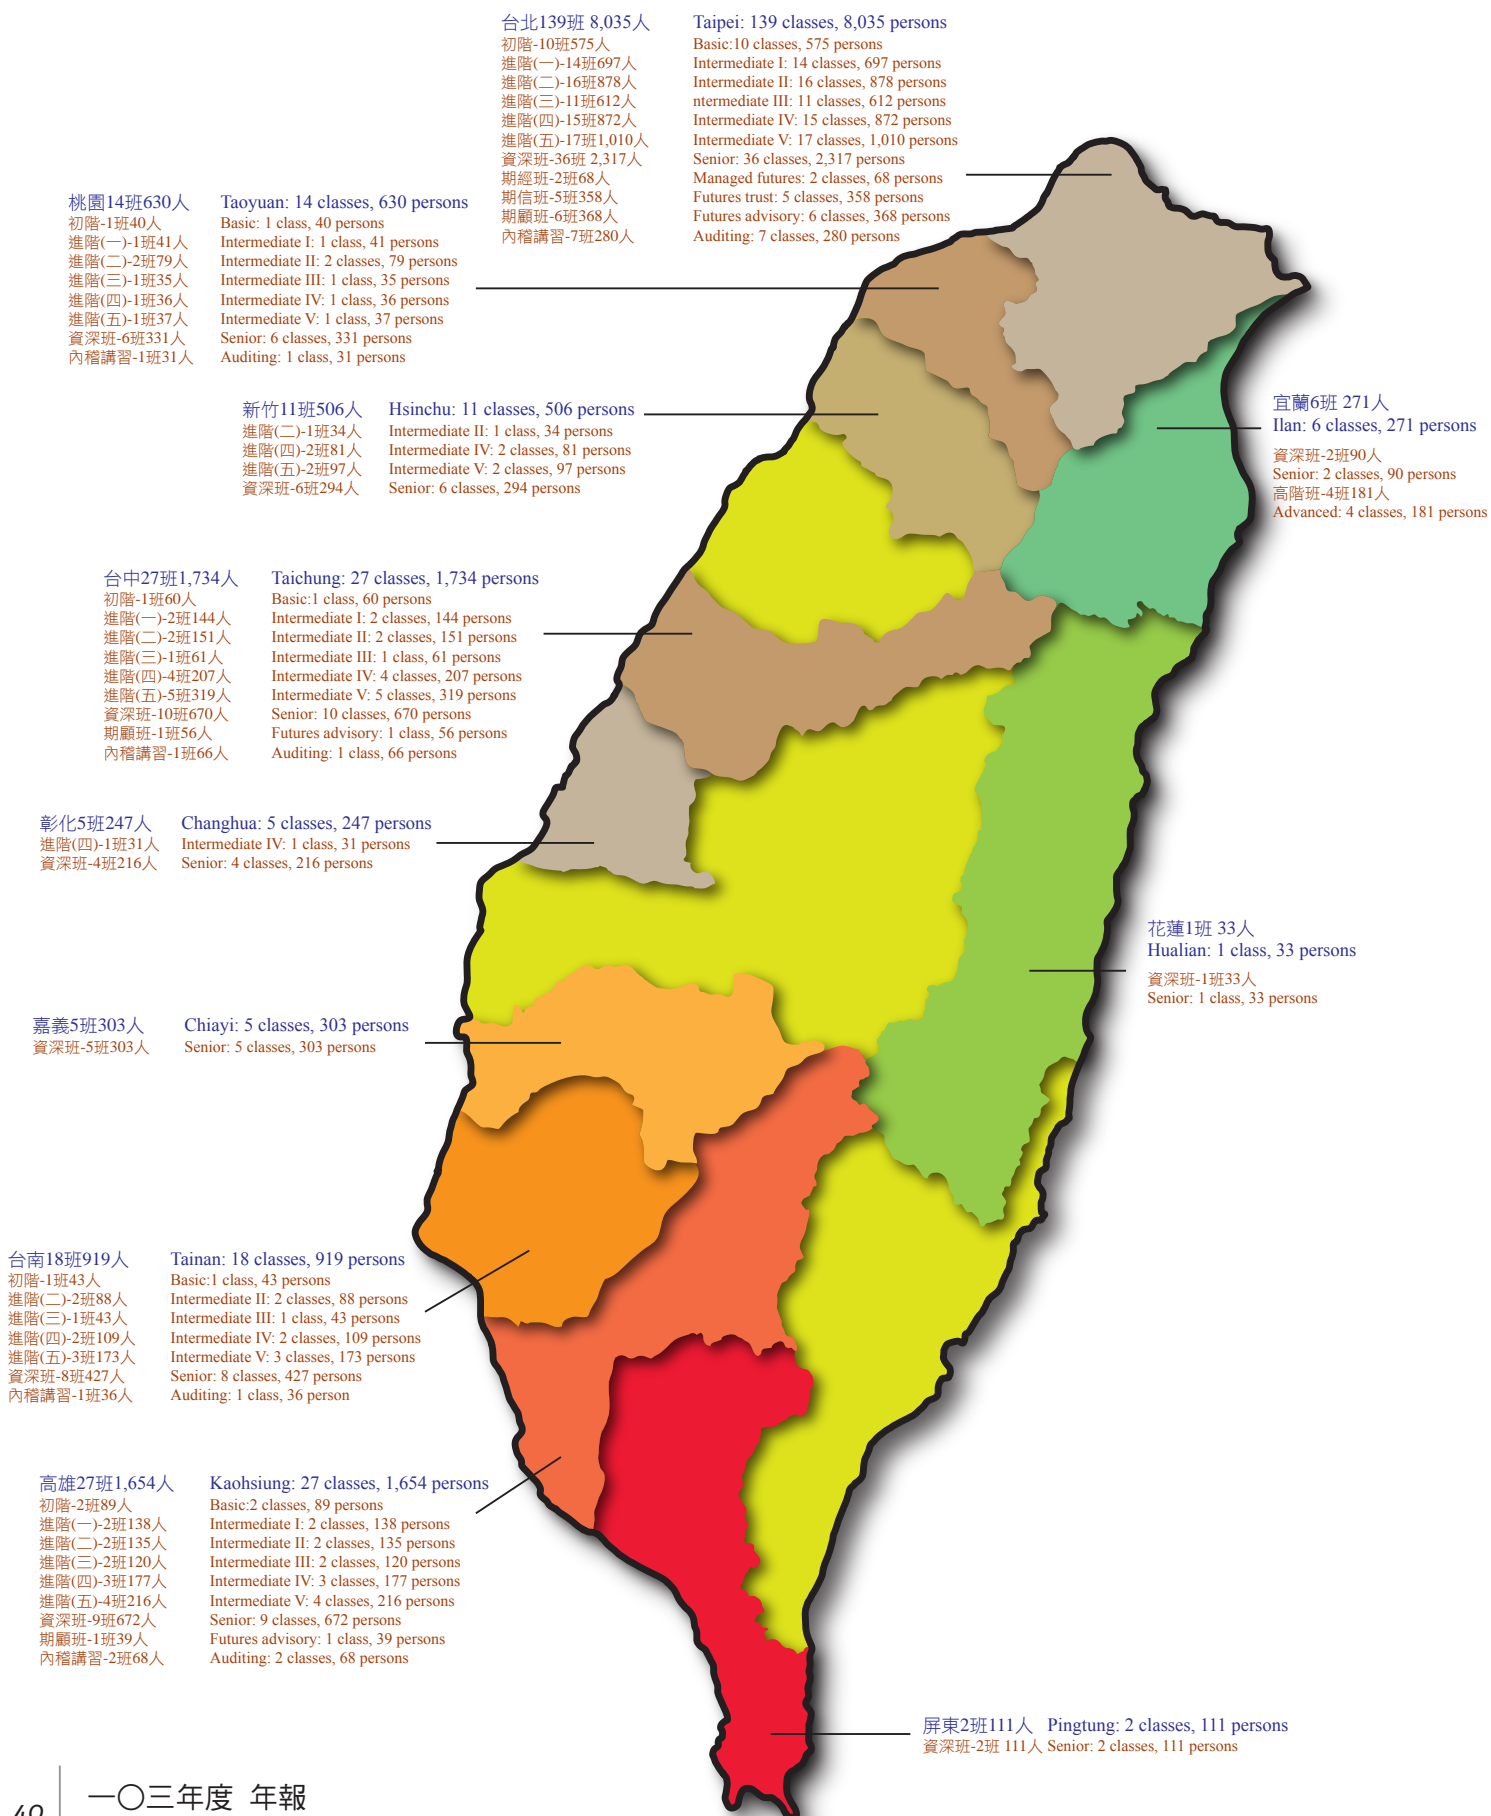 台北139班 8,035人 Taipei: 139 classes, 8,035 persons
初階-10班575人 Basic:10 classes, 575 persons
進階(一)-14班697人 Intermediate I: 14 classes, 697 persons
進階(二)-16班878人 Intermediate II: 16 classes, 878 persons
進階(三)-11班612人 ntermediate III: 11 classes, 612 persons
進階(四)-15班872人 Intermediate IV: 15 classes, 872 persons
進階(五)-17班1,010人 Intermediate V: 17 classes, 1,010 persons
資深班-36班 2,317人 Senior: 36 classes, 2,317 persons
期經班-2班68人 Managed futures: 2 classes, 68 persons
期信班-5班358人 Futures trust: 5 classes, 358 persons
期顧班-6班368人 Futures advisory: 6 classes, 368 persons
內稽講習-7班280人 Auditing: 7 classes, 280 persons
桃園14班630人 Taoyuan: 14 classes, 630 persons
初階-1班40人 Basic: 1 class, 40 persons
進階(一)-1班41人 Intermediate I: 1 class, 41 persons
進階(二)-2班79人 Intermediate II: 2 classes, 79 persons
進階(三)-1班35人 Intermediate III: 1 class, 35 persons
進階(四)-1班36人 Intermediate IV: 1 class, 36 persons
進階(五)-1班37人 Intermediate V: 1 class, 37 persons
資深班-6班331人 Senior: 6 classes, 331 persons
內稽講習-1班31人 Auditing: 1 class, 31 persons
新竹11班506人 Hsinchu: 11 classes, 506 persons
進階(二)-1班34人 Intermediate II: 1 class, 34 persons
進階(四)-2班81人 Intermediate IV: 2 classes, 81 persons
進階(五)-2班97人 Intermediate V: 2 classes, 97 persons
資深班-6班294人 Senior: 6 classes, 294 persons
宜蘭6班 271人
Ilan: 6 classes, 271 persons
資深班-2班90人
Senior: 2 classes, 90 persons
高階班-4班181人
Advanced: 4 classes, 181 persons
台中27班1,734人 Taichung: 27 classes, 1,734 persons
初階-1班60人 Basic:1 class, 60 persons
進階(一)-2班144人 Intermediate I: 2 classes, 144 persons
進階(二)-2班151人 Intermediate II: 2 classes, 151 persons
進階(三)-1班61人 Intermediate III: 1 class, 61 persons
進階(四)-4班207人 Intermediate IV: 4 classes, 207 persons
進階(五)-5班319人 Intermediate V: 5 classes, 319 persons
資深班-10班670人 Senior: 10 classes, 670 persons
期顧班-1班56人 Futures advisory: 1 class, 56 persons
內稽講習-1班66人 Auditing: 1 class, 66 persons
彰化5班247人 Changhua: 5 classes, 247 persons
進階(四)-1班31人 Intermediate IV: 1 class, 31 persons
資深班-4班216人 Senior: 4 classes, 216 persons
花蓮1班 33人
Hualian: 1 class, 33 persons
資深班-1班33人
Senior: 1 class, 33 persons
嘉義5班303人 Chiayi: 5 classes, 303 persons
資深班-5班303人 Senior: 5 classes, 303 persons
台南18班919人 Tainan: 18 classes, 919 persons
初階-1班43人 Basic:1 class, 43 persons
進階(二)-2班88人 Intermediate II: 2 classes, 88 persons
進階(三)-1班43人 Intermediate III: 1 class, 43 persons
進階(四)-2班109人 Intermediate IV: 2 classes, 109 persons
進階(五)-3班173人 Intermediate V: 3 classes, 173 persons
資深班-8班427人 Senior: 8 classes, 427 persons
內稽講習-1班36人 Auditing: 1 class, 36 person
高雄27班1,654人 Kaohsiung: 27 classes, 1,654 persons
初階-2班89人 Basic:2 classes, 89 persons
進階(一)-2班138人 Intermediate I: 2 classes, 138 persons
進階(二)-2班135人 Intermediate II: 2 classes, 135 persons
進階(三)-2班120人 Intermediate III: 2 classes, 120 persons
進階(四)-3班177人 Intermediate IV: 3 classes, 177 persons
進階(五)-4班216人 Intermediate V: 4 classes, 216 persons
資深班-9班672人 Senior: 9 classes, 672 persons
期顧班-1班39人 Futures advisory: 1 class, 39 persons
內稽講習-2班68人 Auditing: 2 classes, 68 persons
屏東2班111人 Pingtung: 2 classes, 111 persons
資深班-2班 111人 Senior: 2 classes, 111 persons
40 一〇三年度 年報